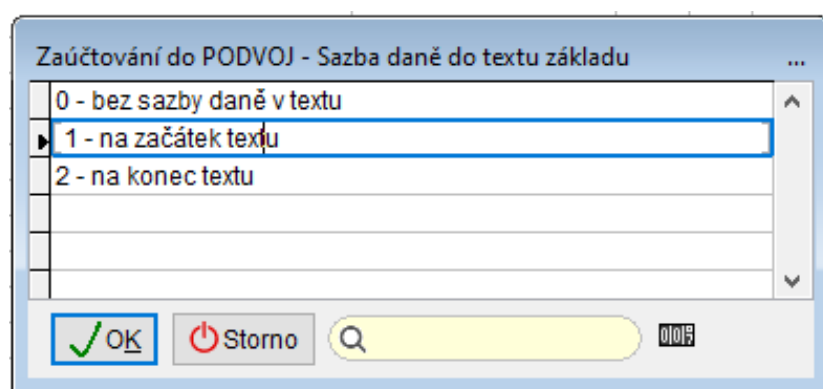 Zaúčtování do PODVOJ - Sazba daně do textu základu ...
0 - bez sazby daně v textu
1 - na začátek textu
2 - na konec textu
OK Storno